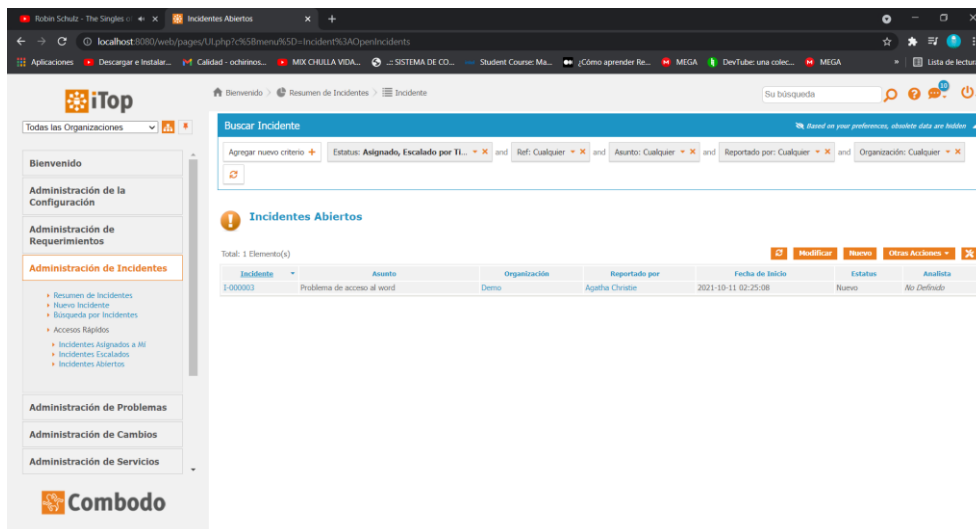 Robin Schulz - The Singles of
Incidentes Abiertos
localhost:8080/web/pages/UI.php?c%5Bmenu%5D=Incident%3AOpenIncidents
Aplicaciones Descargar e Instalar... Calidad - ochirinos... MIX CHULLA VIDA... ..:: SISTEMA DE CO... Student Course: Ma... ¿Cómo aprender Re... MEGA DevTube: una colec... MEGA » Lista de lectura
iTop
Bienvenido > Resumen de Incidentes > Incidente
Su búsqueda
10
Todas las Organizaciones
Buscar Incidente
Based on your preferences, obsolete data are hidden
Agregar nuevo criterio + Estatus: Asignado, Escalado por Ti... and Ref: Cualquier and Asunto: Cualquier and Reportado por: Cualquier and Organización: Cualquier
Bienvenido
Administración de la
Configuración
Administración de
Requerimientos
Administración de Incidentes
Resumen de Incidentes
Nuevo Incidente
Búsqueda por Incidentes
Accesos Rápidos
Incidentes Asignados a Mí
Incidentes Escalados
Incidentes Abiertos
Administración de Problemas
Administración de Cambios
Administración de Servicios
Combodo
Incidentes Abiertos
Total: 1 Elemento(s)
Modificar Nuevo Otras Acciones
Incidente Asunto Organización Reportado por Fecha de Inicio Estatus Analista
I-000003 Problema de acceso al word Demo Agatha Christie 2021-10-11 02:25:08 Nuevo No Definido